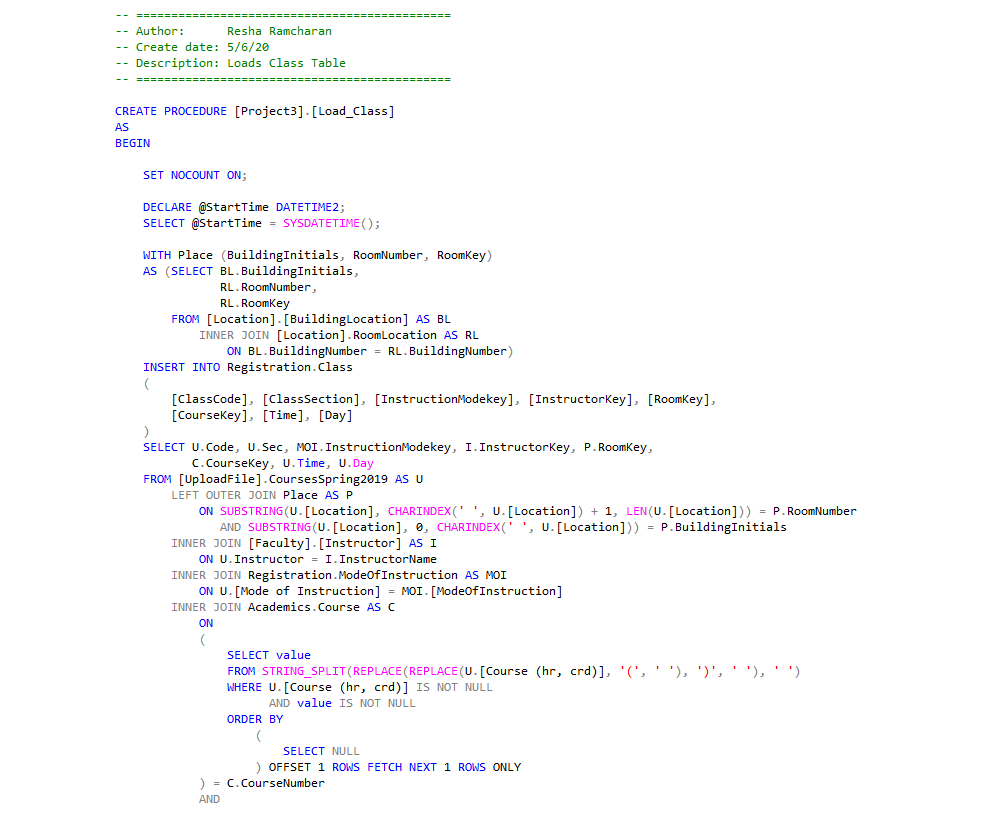 -- =============================================
-- Author:      Resha Ramcharan
-- Create date: 5/6/20
-- Description: Loads Class Table
-- =============================================
CREATE PROCEDURE [Project3].[Load_Class]
AS
BEGIN
    SET NOCOUNT ON;
    DECLARE @StartTime DATETIME2;
    SELECT @StartTime = SYSDATETIME();
    WITH Place (BuildingInitials, RoomNumber, RoomKey)
    AS (SELECT BL.BuildingInitials,
               RL.RoomNumber,
               RL.RoomKey
        FROM [Location].[BuildingLocation] AS BL
            INNER JOIN [Location].RoomLocation AS RL
                ON BL.BuildingNumber = RL.BuildingNumber)
    INSERT INTO Registration.Class
    (
        [ClassCode], [ClassSection], [InstructionModekey], [InstructorKey], [RoomKey],
        [CourseKey], [Time], [Day]
    )
    SELECT U.Code, U.Sec, MOI.InstructionModekey, I.InstructorKey, P.RoomKey,
           C.CourseKey, U.Time, U.Day
    FROM [UploadFile].CoursesSpring2019 AS U
        LEFT OUTER JOIN Place AS P
            ON SUBSTRING(U.[Location], CHARINDEX(' ', U.[Location]) + 1, LEN(U.[Location])) = P.RoomNumber
               AND SUBSTRING(U.[Location], 0, CHARINDEX(' ', U.[Location])) = P.BuildingInitials
        INNER JOIN [Faculty].[Instructor] AS I
            ON U.Instructor = I.InstructorName
        INNER JOIN Registration.ModeOfInstruction AS MOI
            ON U.[Mode of Instruction] = MOI.[ModeOfInstruction]
        INNER JOIN Academics.Course AS C
            ON
            (
                SELECT value
                FROM STRING_SPLIT(REPLACE(REPLACE(U.[Course (hr, crd)], '(', ' '), ')', ' '), ' ')
                WHERE U.[Course (hr, crd)] IS NOT NULL
                      AND value IS NOT NULL
                ORDER BY
                    (
                        SELECT NULL
                    ) OFFSET 1 ROWS FETCH NEXT 1 ROWS ONLY
            ) = C.CourseNumber
            AND